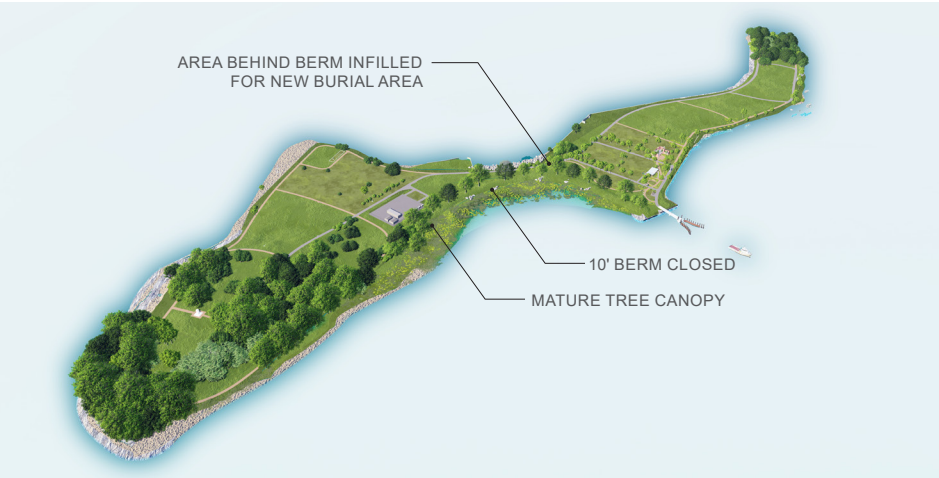 AREA BEHIND BERM INFILLED
FOR NEW BURIAL AREA
10' BERM CLOSED
MATURE TREE CANOPY